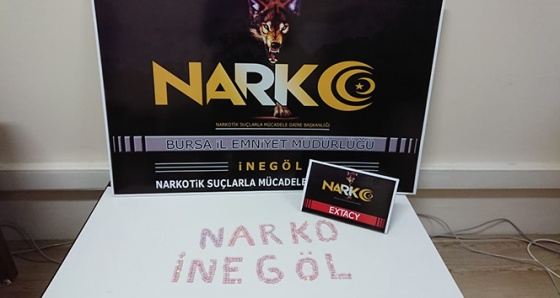 NARKO
NARKOTİK SUÇLARLA MÜCADELE DAİRE BAŞKANLIĞI
BURSA İL EMNİYET MÜDÜRLÜĞÜ
İNEGÖL
NARKOTİK SUÇLARLA MÜCADELE
NARKO
EXTACY
NARKO
İNEGÖL